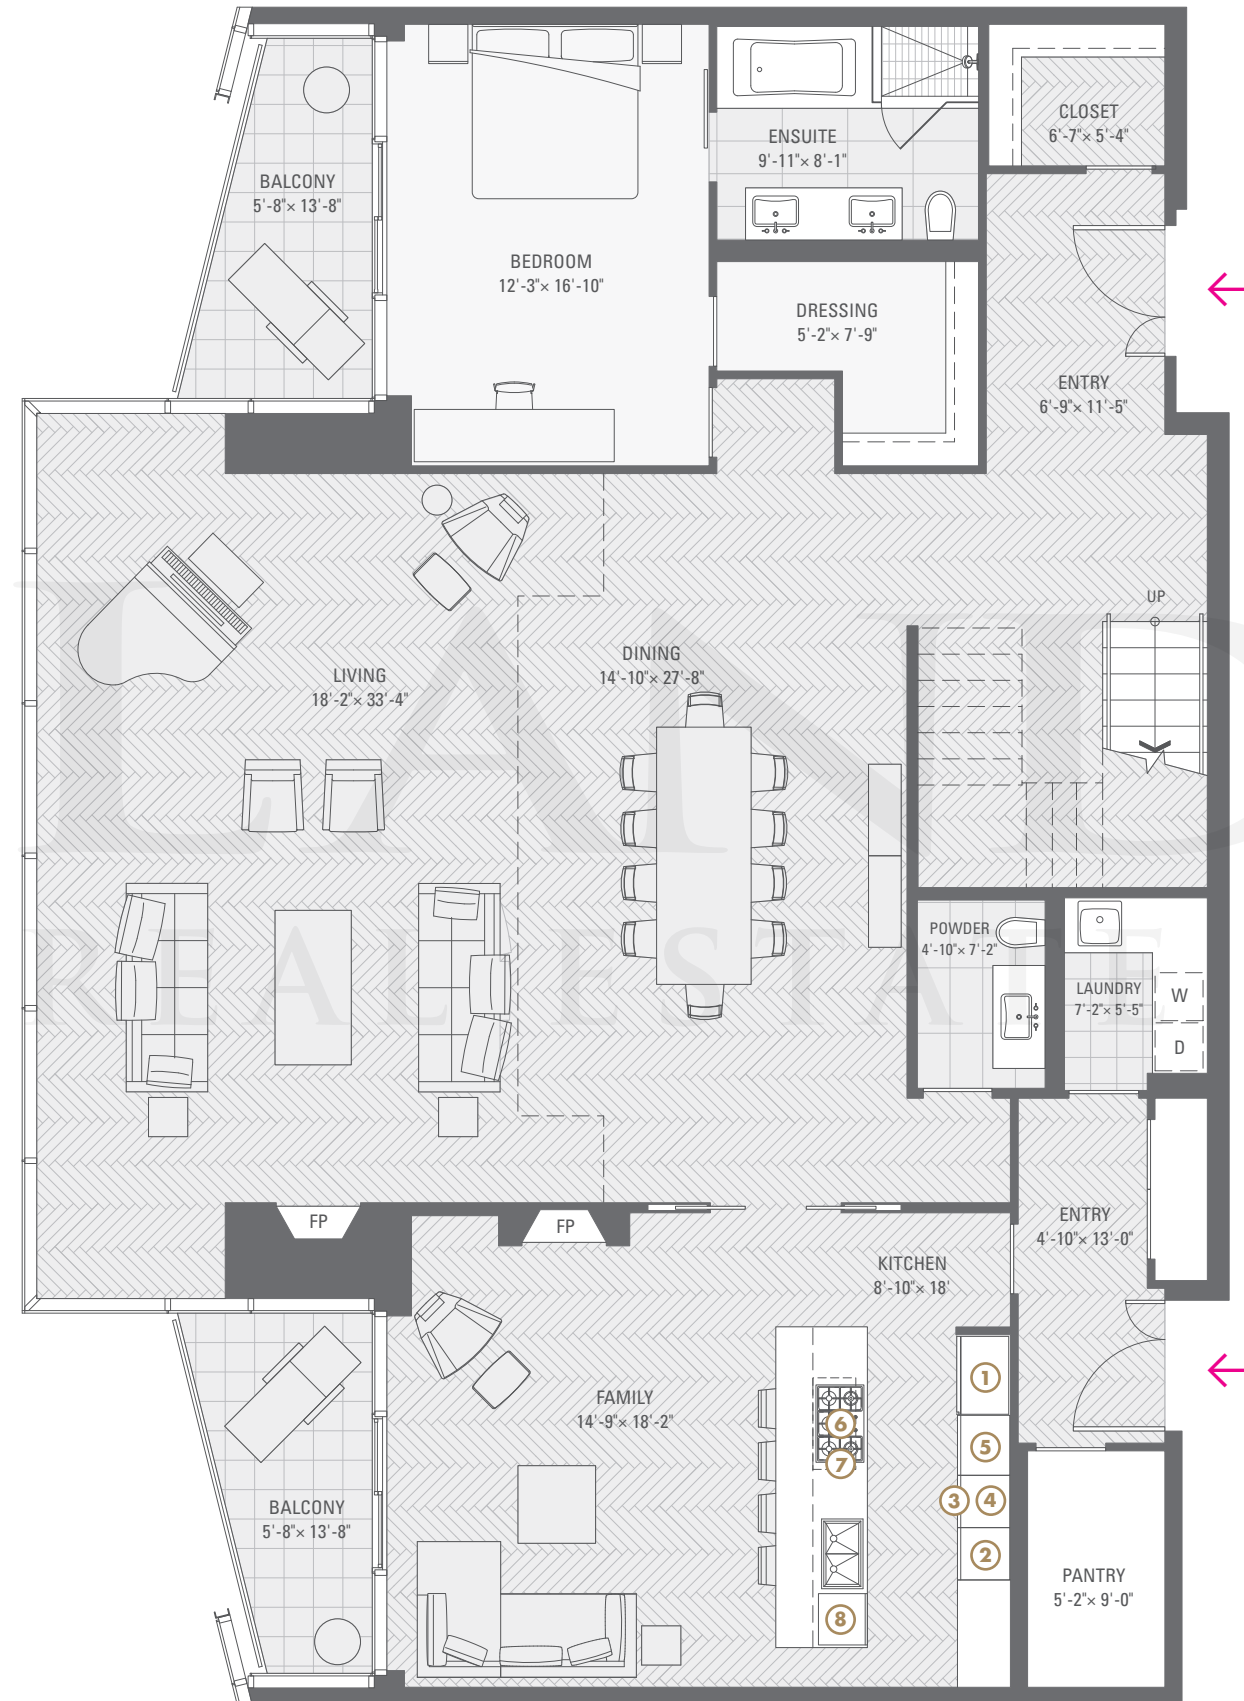 CLOSET
6'-7"× 5'-4"
ENSUITE
9'-11"× 8'-1"
BALCONY
5'-8"× 13'-8"
BEDROOM
12'-3"× 16'-10"
DRESSING
5'-2"× 7'-9"
ENTRY
6'-9"× 11'-5"
UP
LIVING
18'-2"× 33'-4"
DINING
14'-10"× 27'-8"
LAND
REAL ESTATE
POWDER
4'-10"× 7'-2"
LAUNDRY
7'-2"× 5'-5"
W
D
FP
FP
ENTRY
4'-10"× 13'-0"
KITCHEN
8'-10"× 18'
FAMILY
14'-9"× 18'-2"
1
6
5
7
3
4
2
8
BALCONY
5'-8"× 13'-8"
PANTRY
5'-2"× 9'-0"